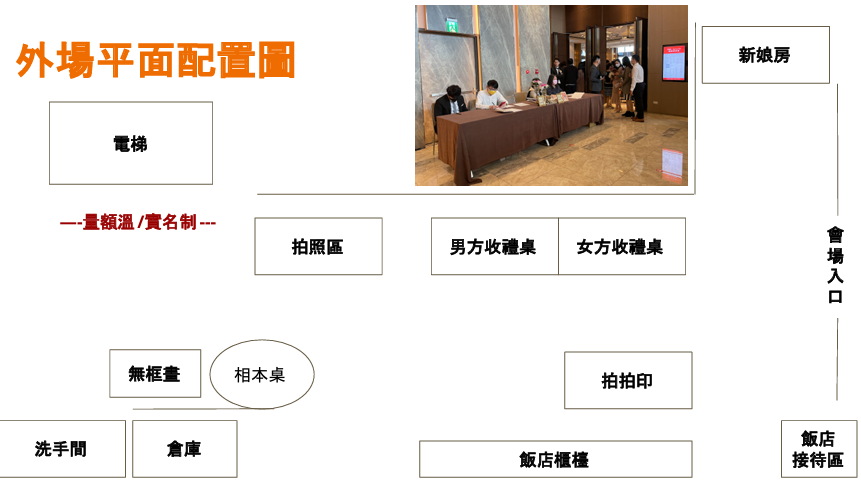 外場平面配置圖
新娘房
電梯
----量額溫 /實名制 ---
拍照區
男方收禮桌
女方收禮桌
會場入口
無框畫
相本桌
拍拍印
洗手間
倉庫
飯店櫃檯
飯店
接待區